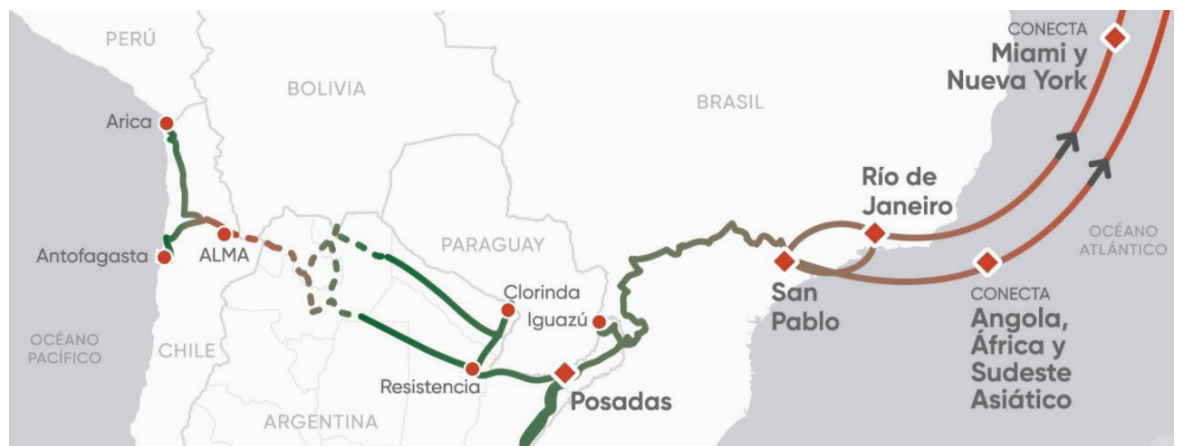 PERÚ
BOLIVIA
BRASIL
CONECTA
Miami y
Nueva York
Arica
Río de
Janeiro
OCÉANO
ATLÁNTICO
Antofagasta
ALMA
PARAGUAY
Clorinda
Iguazú
San
Pablo
CONECTA
Angola,
África y
Sudeste
Asiático
OCÉANO
PACÍFICO
CHILE
Resistencia
Posadas
ARGENTINA